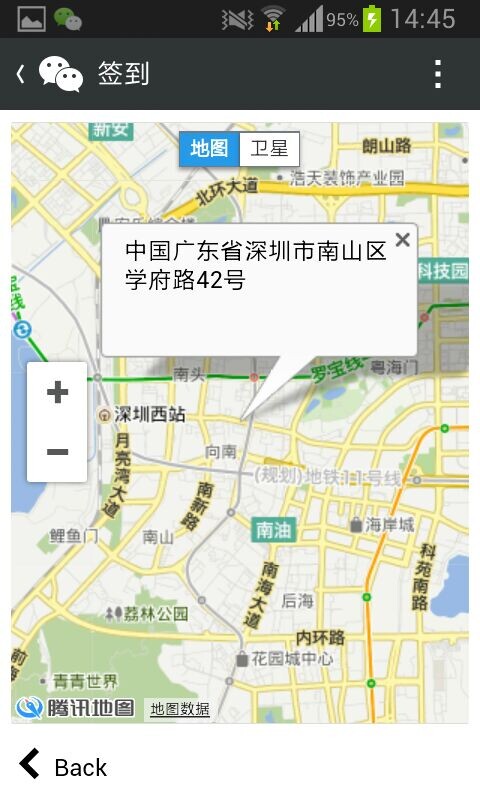 95% 14:45
签到
新安
地图 卫星
朗山路
浩天装饰产业园
北环大道
中国广东省深圳市南山区
学府路42号
科技园
罗宝线
南头
罗宝线
粤海门
深圳西站
月亮湾大道
向南
(规划)地铁11号线
南新路
南油
海岸城
鲤鱼门
南山
科苑南路
南海大道
后海
荔林公园
内环路
前
花园城中心
青青世界
腾讯地图
地图数据
Back